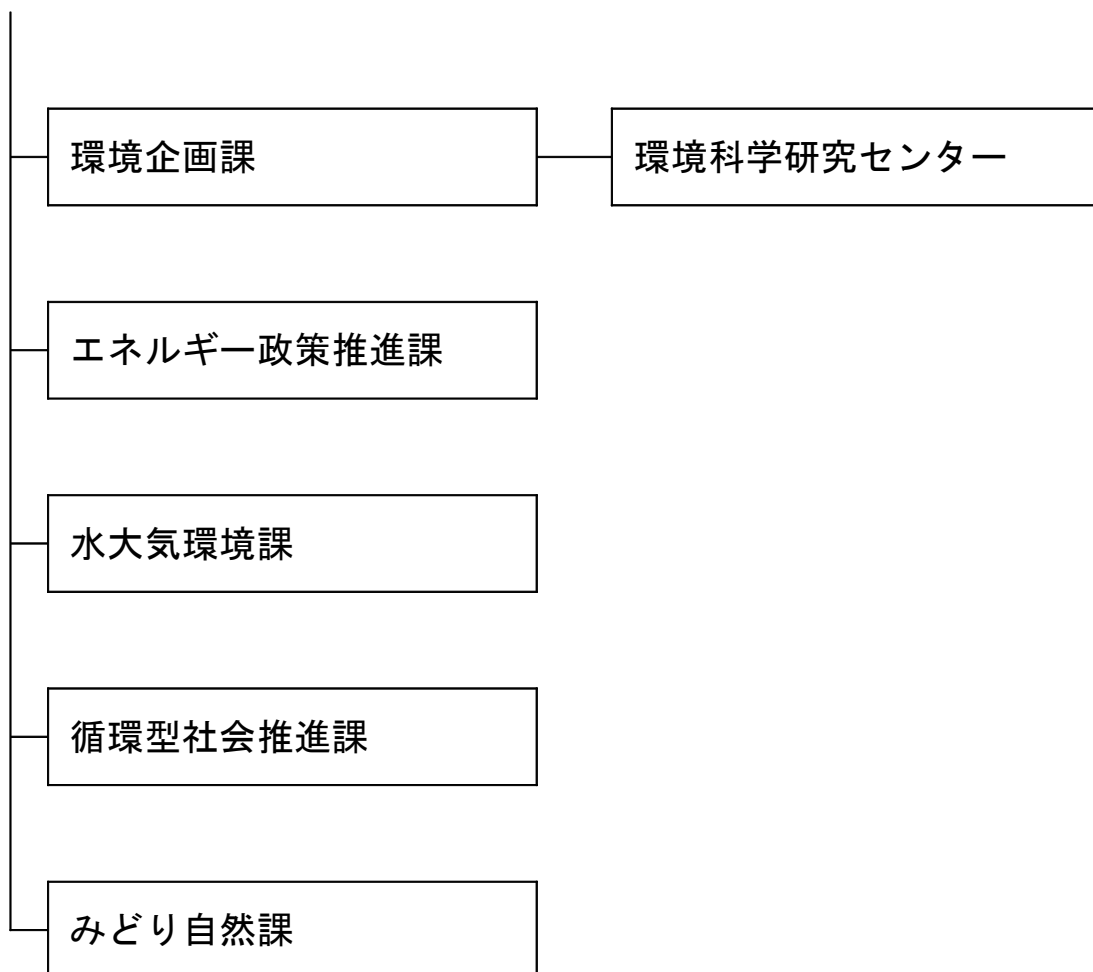 環境企画課
環境科学研究センター
エネルギー政策推進課
水大気環境課
循環型社会推進課
みどり自然課